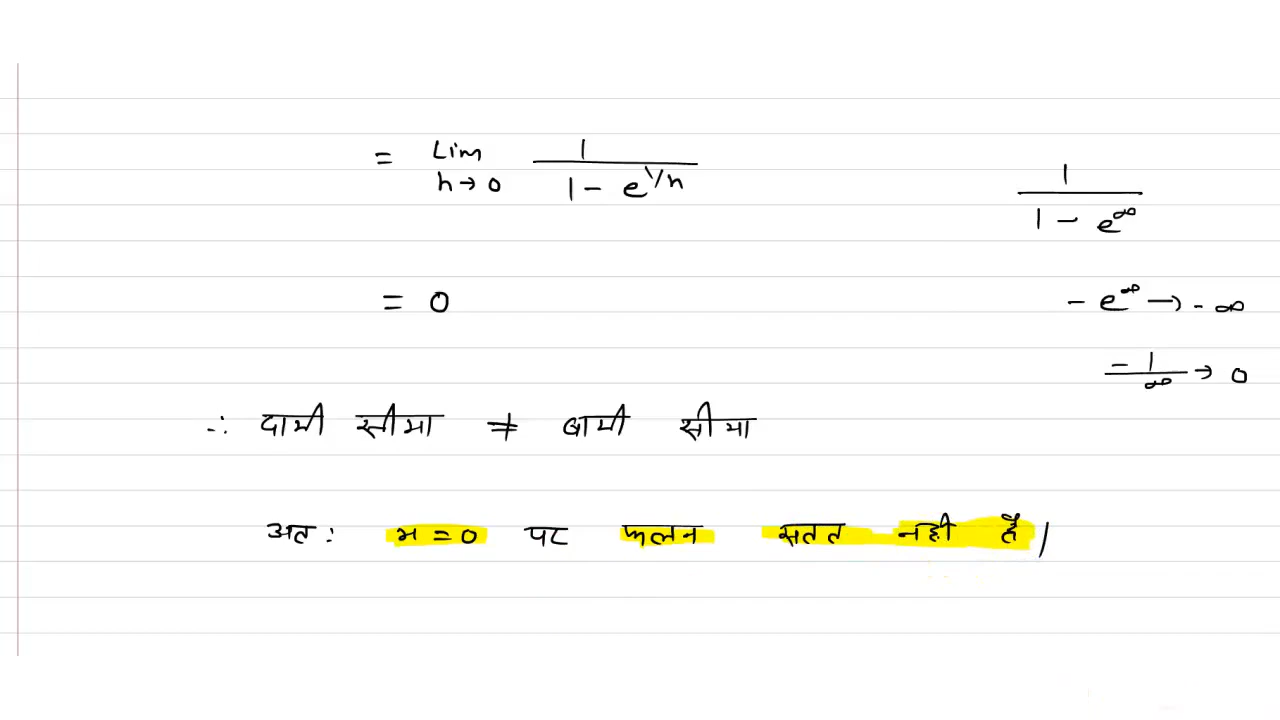 = Lim h→0 1/(1 - e^(1/h))
1/(1 - e^∞)
= 0
- e^∞ → - ∞
-1/∞ → 0
∴ दायी सीमा ≠ बायी सीमा
अत: x = 0 पर फलन सतत नही है|